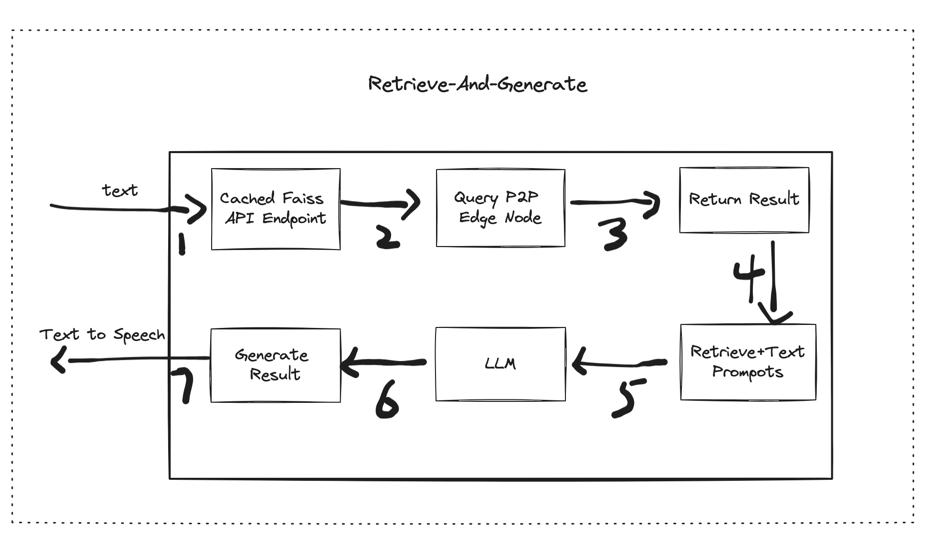 Retrieve-And-Generate
text
Cached Faiss
API Endpoint
Query P2P
Edge Node
Return Result
1
2
3
4
Text to Speech
Generate
Result
LLM
Retrieve+Text
Prompots
7
6
5